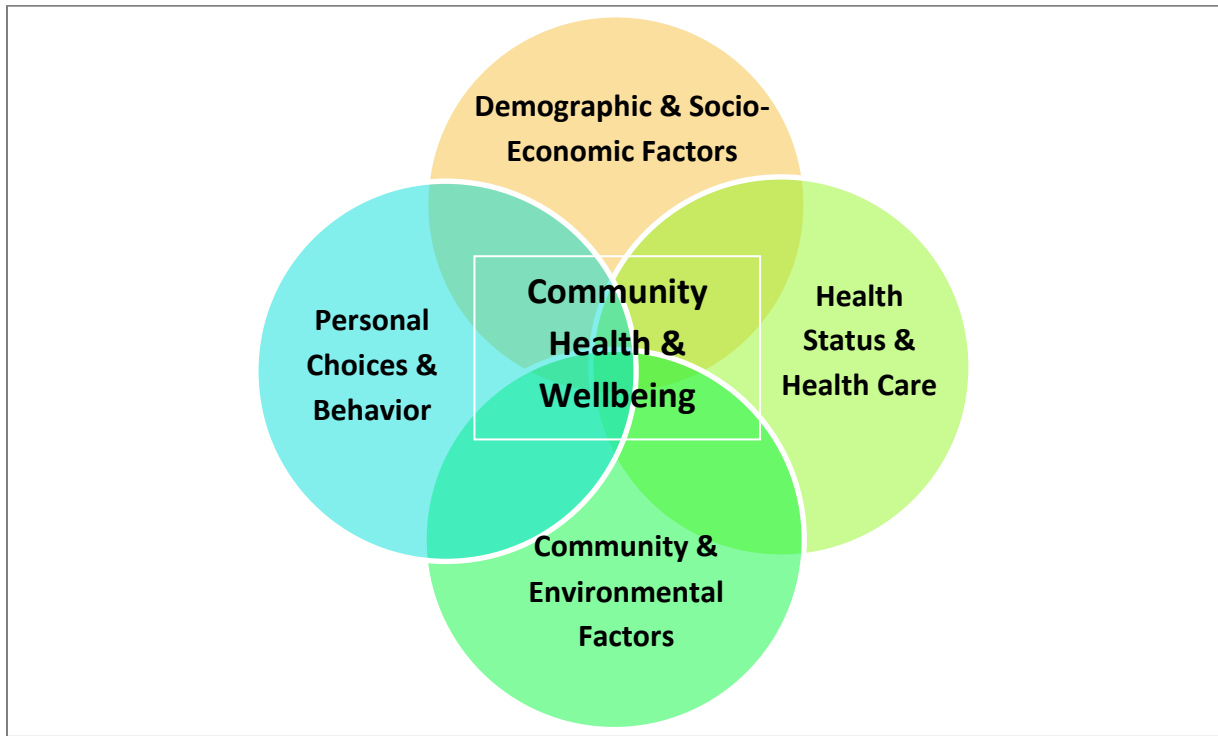 Demographic & Socio-
Economic Factors
Community
Health &
Wellbeing
Personal
Choices &
Behavior
Health
Status &
Health Care
Community &
Environmental
Factors